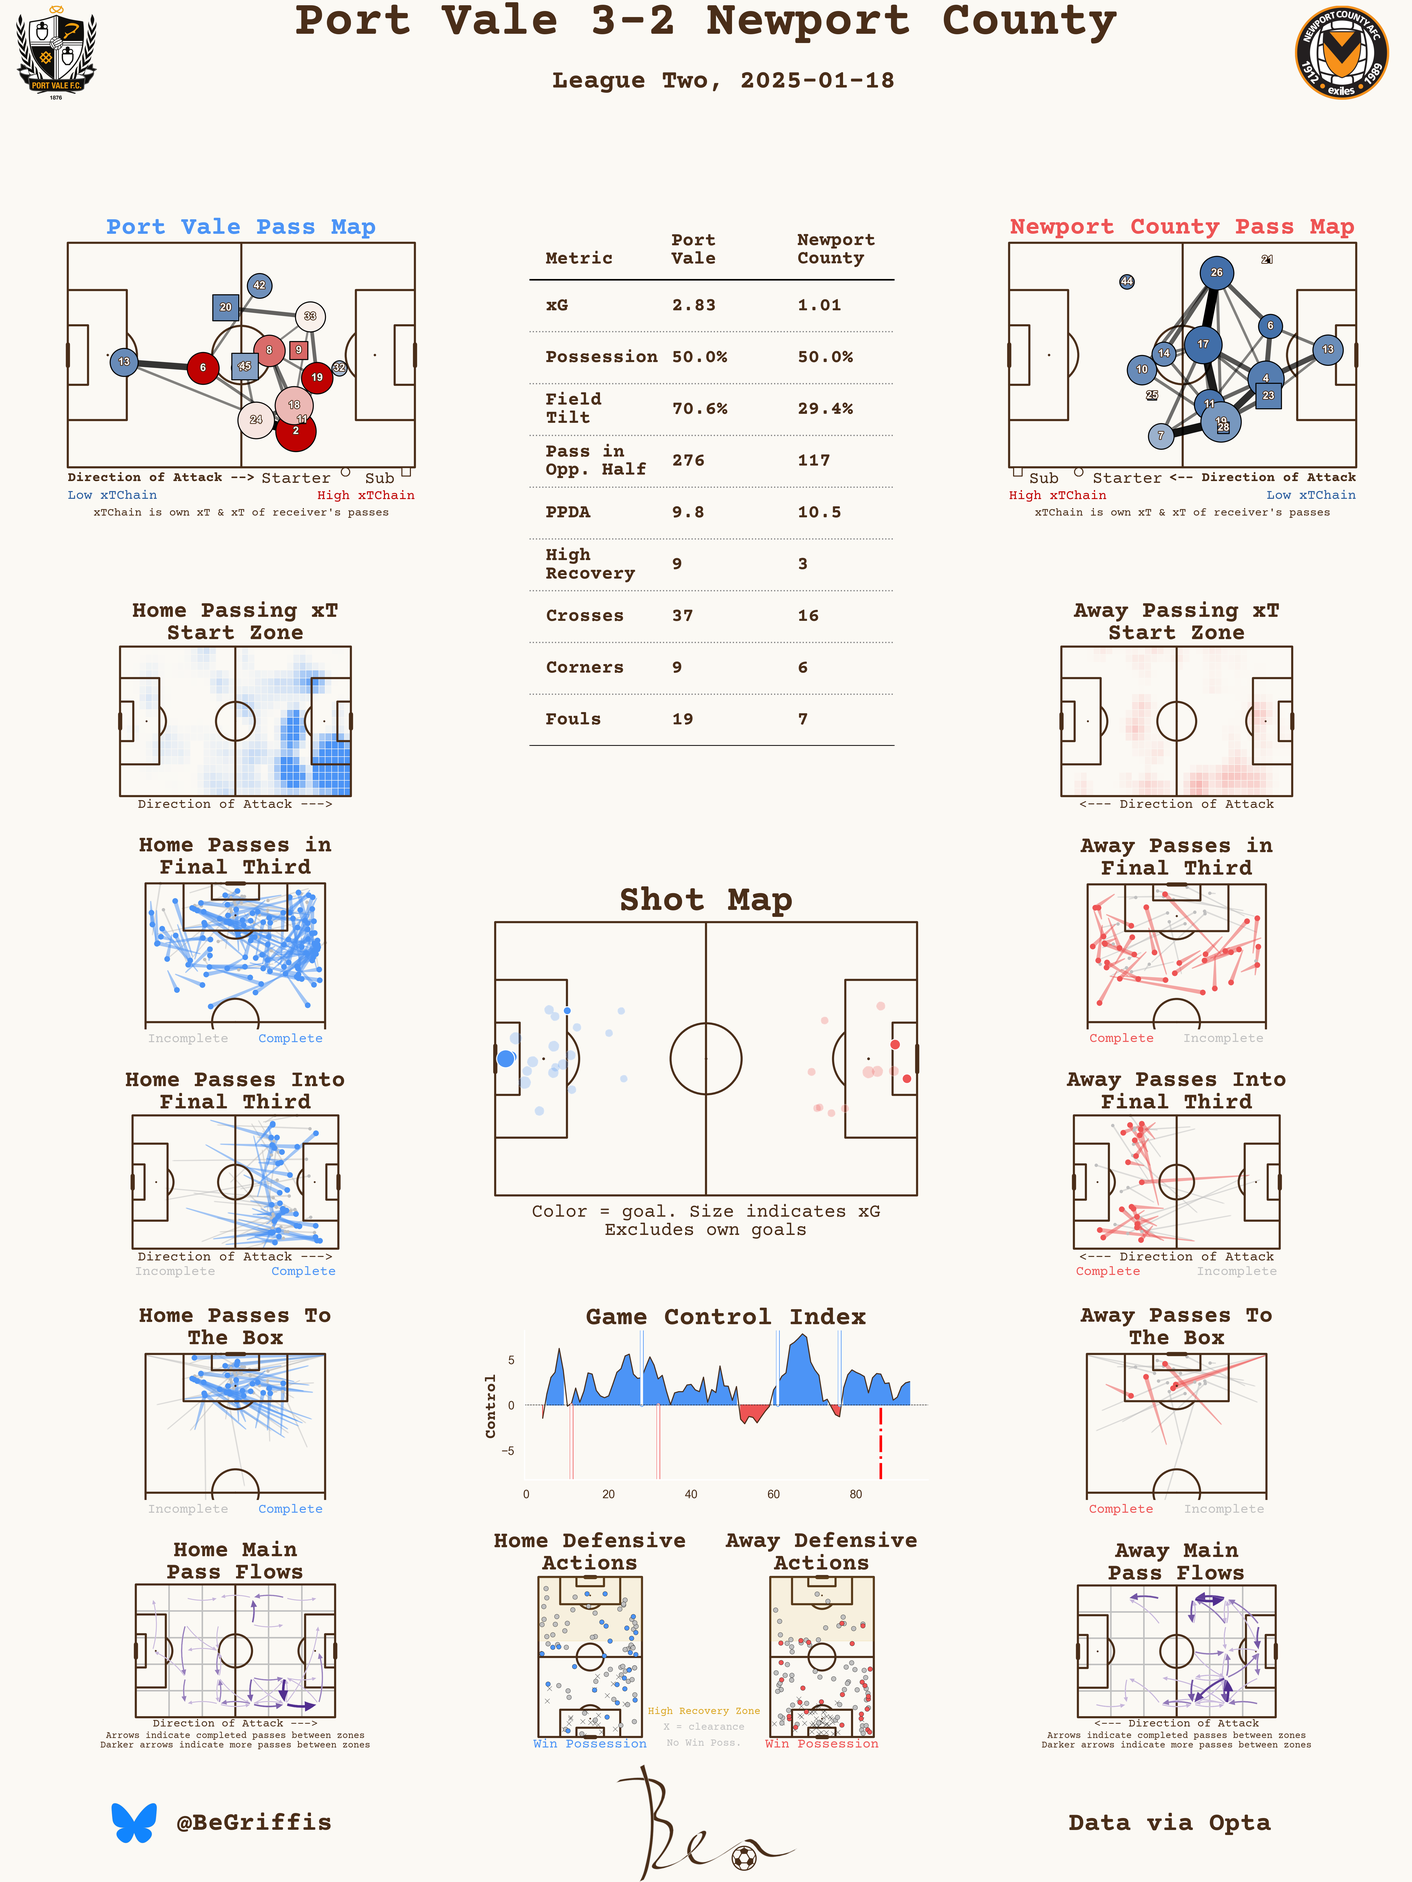 Port Vale 3-2 Newport County
League Two, 2025-01-18
PORT VALE F.C.
1876
NEWPORT COUNTY AFC
1912
exiles
1989
Port Vale Pass Map
42
20
33
13
6
8
9
45
19
32
18
24
11
2
Direction of Attack --> Starter Sub
Low xTChain High xTChain
xTChain is own xT & xT of receiver's passes
Metric Port Vale Newport County
xG 2.83 1.01
Possession 50.0% 50.0%
Field Tilt 70.6% 29.4%
Pass in Opp. Half 276 117
PPDA 9.8 10.5
High Recovery 9 3
Crosses 37 16
Corners 9 6
Fouls 19 7
Newport County Pass Map
26
44
6
17
14
13
10
4
25
23
11
19
28
7
Sub Starter <-- Direction of Attack
High xTChain Low xTChain
xTChain is own xT & xT of receiver's passes
Home Passing xT
Start Zone
Direction of Attack --->
Away Passing xT
Start Zone
<--- Direction of Attack
Home Passes in
Final Third
Incomplete Complete
Away Passes in
Final Third
Complete Incomplete
Shot Map
Color = goal. Size indicates xG
Excludes own goals
Home Passes Into
Final Third
Direction of Attack --->
Incomplete Complete
Away Passes Into
Final Third
<--- Direction of Attack
Complete Incomplete
Home Passes To
The Box
Incomplete Complete
Game Control Index
Control
5
0
−5
0 20 40 60 80
Away Passes To
The Box
Complete Incomplete
Home Main
Pass Flows
Direction of Attack --->
Arrows indicate completed passes between zones
Darker arrows indicate more passes between zones
Home Defensive
Actions
Win Possession
High Recovery Zone
X = clearance
No Win Poss.
Away Defensive
Actions
Win Possession
Away Main
Pass Flows
<--- Direction of Attack
Arrows indicate completed passes between zones
Darker arrows indicate more passes between zones
@BeGriffis
Ben
Data via Opta